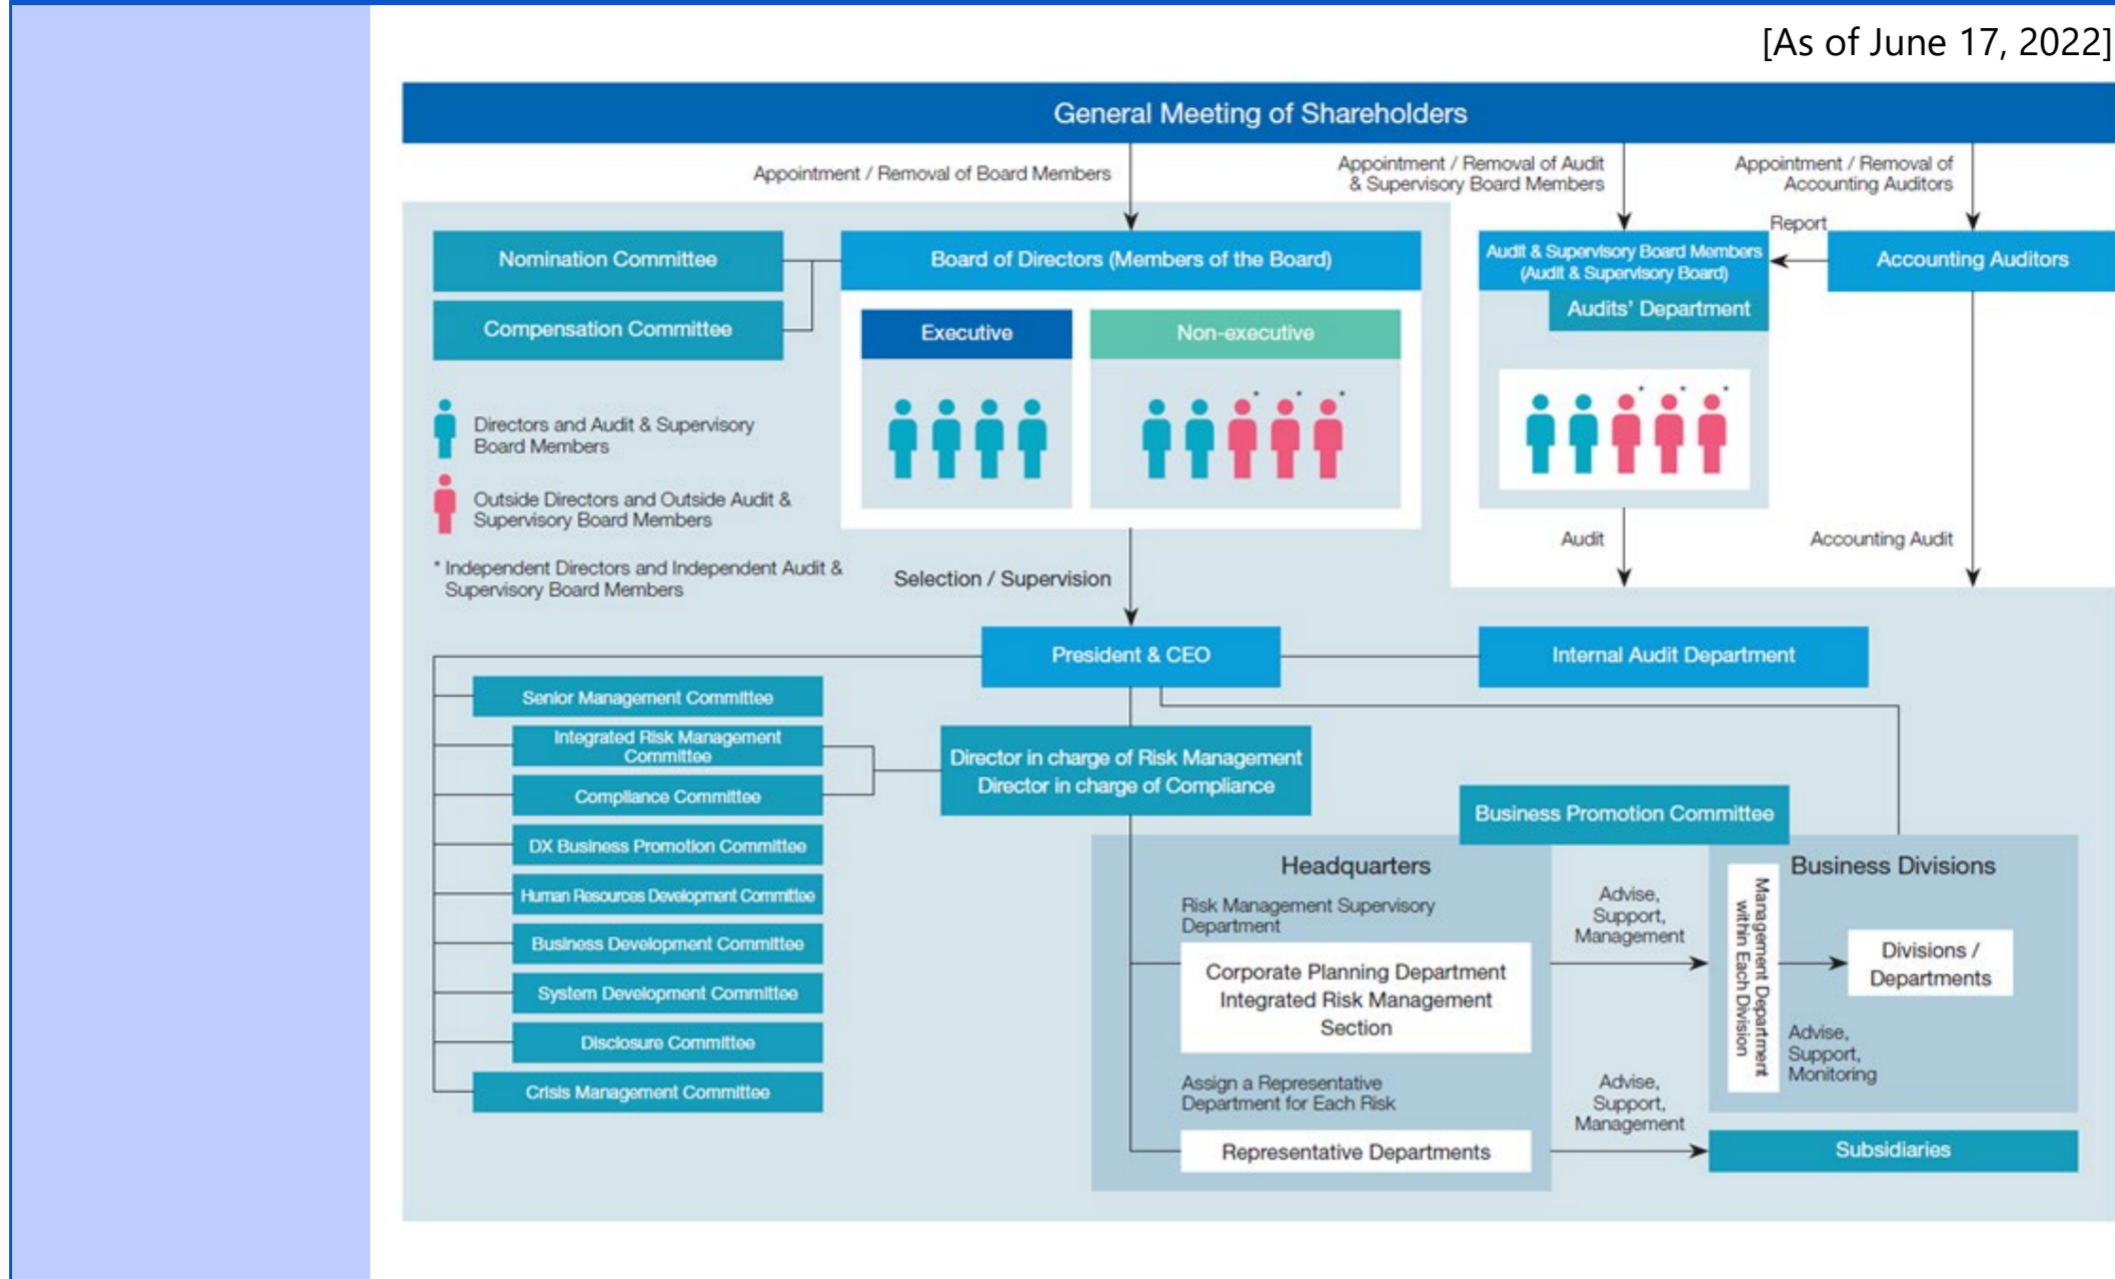 [As of June 17, 2022]
General Meeting of Shareholders
Appointment / Removal of Board Members
Appointment / Removal of Audit
& Supervisory Board Members
Appointment / Removal of
Accounting Auditors
Report
Nomination Committee
Compensation Committee
Board of Directors (Members of the Board)
Executive
Non-executive
* * *
Audit & Supervisory Board Members
(Audit & Supervisory Board)
Audits' Department
* * *
Accounting Auditors
Directors and Audit & Supervisory
Board Members
Outside Directors and Outside Audit &
Supervisory Board Members
* Independent Directors and Independent Audit &
Supervisory Board Members
Selection / Supervision
Audit
Accounting Audit
President & CEO
Internal Audit Department
Senior Management Committee
Integrated Risk Management
Committee
Compliance Committee
DX Business Promotion Committee
Human Resources Development Committee
Business Development Committee
System Development Committee
Disclosure Committee
Crisis Management Committee
Director in charge of Risk Management
Director in charge of Compliance
Business Promotion Committee
Headquarters
Risk Management Supervisory
Department
Corporate Planning Department
Integrated Risk Management
Section
Assign a Representative
Department for Each Risk
Representative Departments
Advise,
Support,
Management
Advise,
Support,
Management
Business Divisions
Management Department
within Each Division
Divisions /
Departments
Advise,
Support,
Monitoring
Subsidiaries